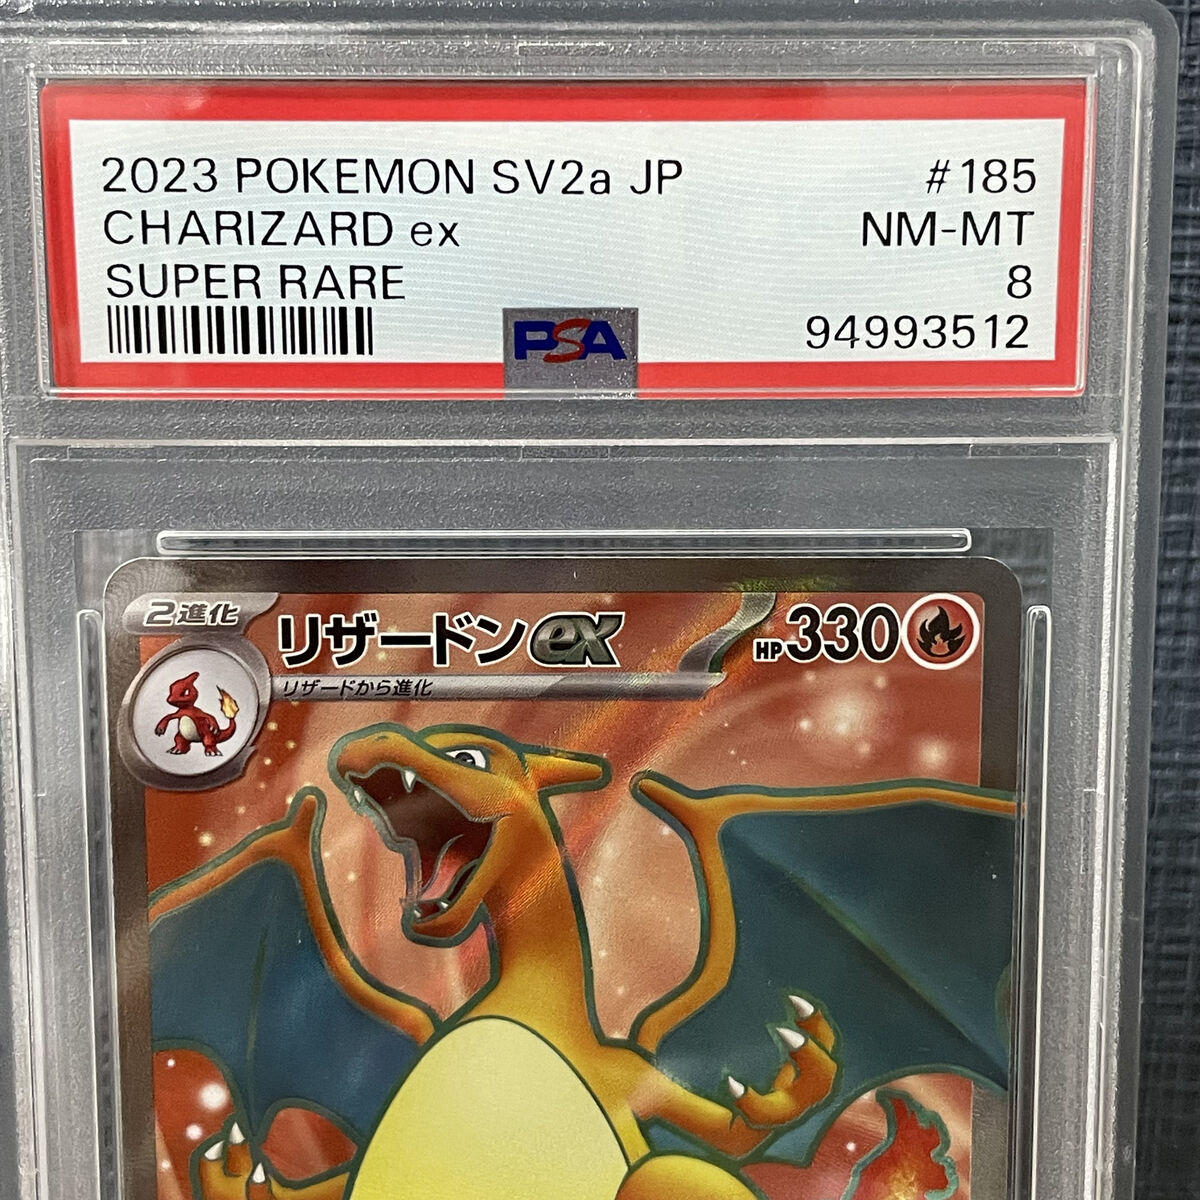 2023 POKEMON SV2a JP #185
CHARIZARD ex NM-MT
SUPER RARE 8
PSA 94993512
2進化 リザードンex HP330
リザードから進化